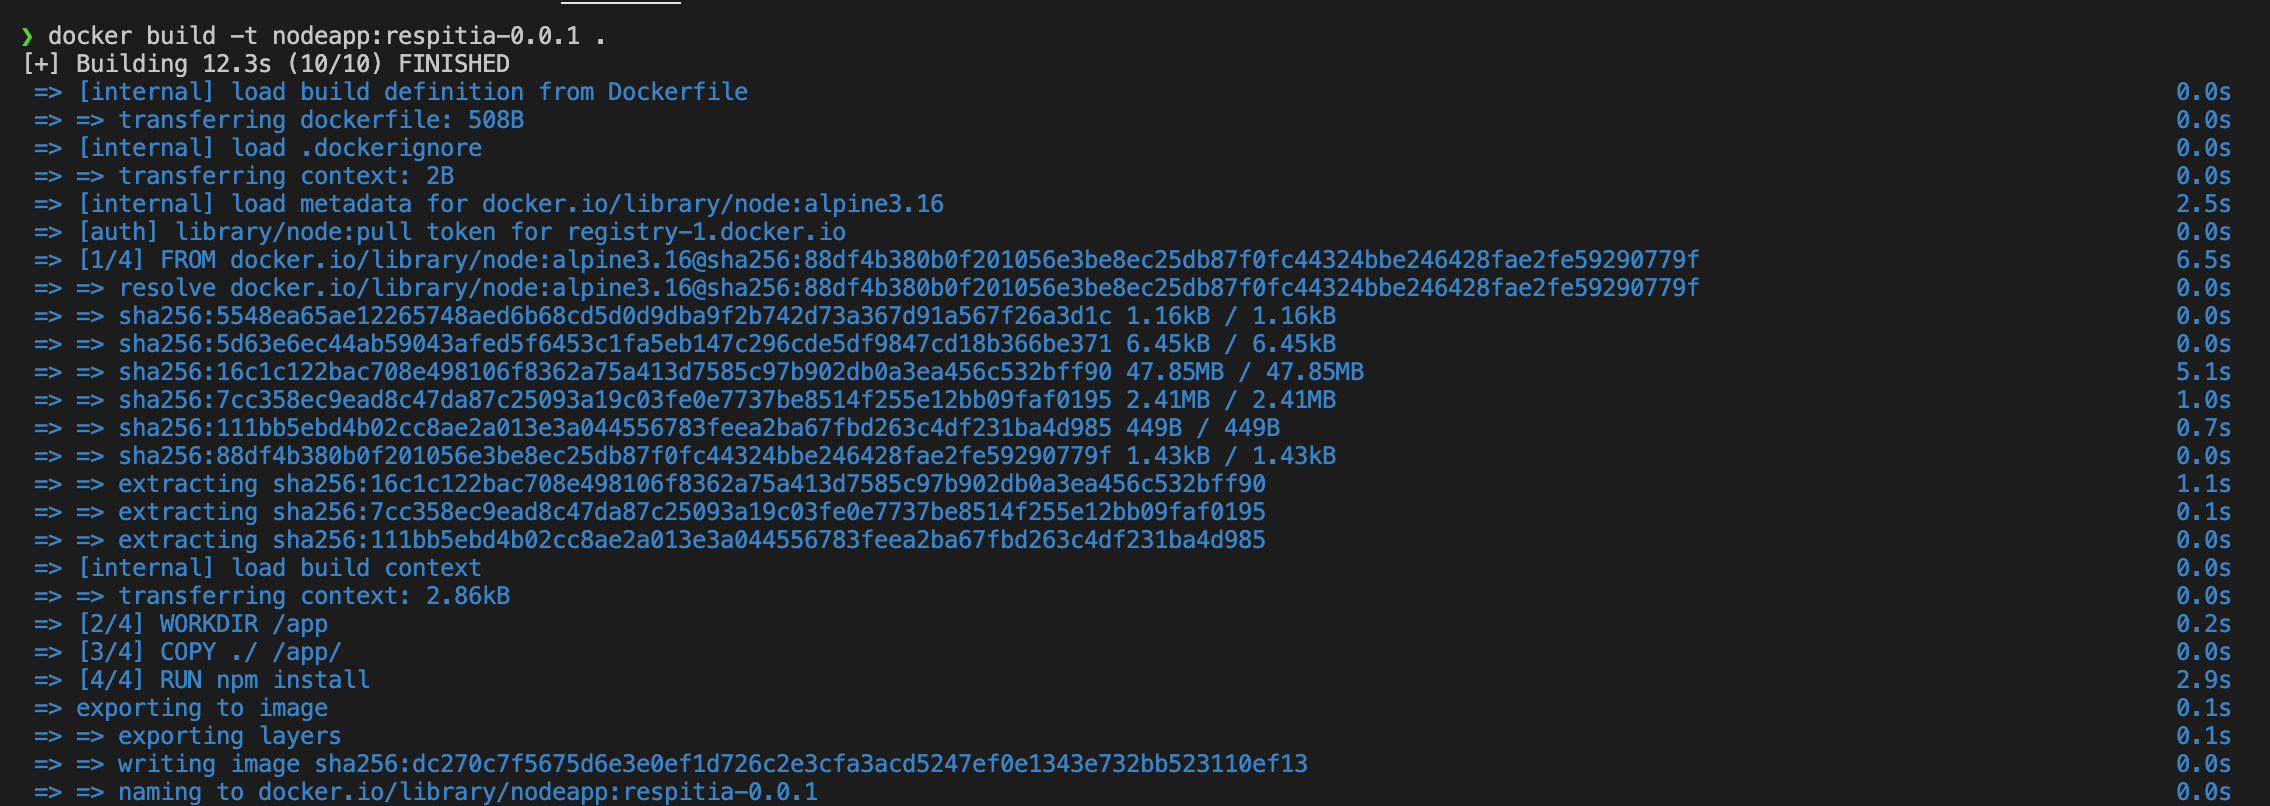 ❯ docker build -t nodeapp:respitia-0.0.1 .
[+] Building 12.3s (10/10) FINISHED
=> [internal] load build definition from Dockerfile 0.0s
=> => transferring dockerfile: 508B 0.0s
=> [internal] load .dockerignore 0.0s
=> => transferring context: 2B 0.0s
=> [internal] load metadata for docker.io/library/node:alpine3.16 2.5s
=> [auth] library/node:pull token for registry-1.docker.io 0.0s
=> [1/4] FROM docker.io/library/node:alpine3.16@sha256:88df4b380b0f201056e3be8ec25db87f0fc44324bbe246428fae2fe59290779f 6.5s
=> => resolve docker.io/library/node:alpine3.16@sha256:88df4b380b0f201056e3be8ec25db87f0fc44324bbe246428fae2fe59290779f 0.0s
=> => sha256:5548ea65ae12265748aed6b68cd5d0d9dba9f2b742d73a367d91a567f26a3d1c 1.16kB / 1.16kB 0.0s
=> => sha256:5d63e6ec44ab59043afed5f6453c1fa5eb147c296cde5df9847cd18b366be371 6.45kB / 6.45kB 0.0s
=> => sha256:16c1c122bac708e498106f8362a75a413d7585c97b902db0a3ea456c532bff90 47.85MB / 47.85MB 5.1s
=> => sha256:7cc358ec9ead8c47da87c25093a19c03fe0e7737be8514f255e12bb09faf0195 2.41MB / 2.41MB 1.0s
=> => sha256:111bb5ebd4b02cc8ae2a013e3a044556783feea2ba67fbd263c4df231ba4d985 449B / 449B 0.7s
=> => sha256:88df4b380b0f201056e3be8ec25db87f0fc44324bbe246428fae2fe59290779f 1.43kB / 1.43kB 0.0s
=> => extracting sha256:16c1c122bac708e498106f8362a75a413d7585c97b902db0a3ea456c532bff90 1.1s
=> => extracting sha256:7cc358ec9ead8c47da87c25093a19c03fe0e7737be8514f255e12bb09faf0195 0.1s
=> => extracting sha256:111bb5ebd4b02cc8ae2a013e3a044556783feea2ba67fbd263c4df231ba4d985 0.0s
=> [internal] load build context 0.0s
=> => transferring context: 2.86kB 0.0s
=> [2/4] WORKDIR /app 0.2s
=> [3/4] COPY ./ /app/ 0.0s
=> [4/4] RUN npm install 2.9s
=> exporting to image 0.1s
=> => exporting layers 0.1s
=> => writing image sha256:dc270c7f5675d6e3e0ef1d726c2e3cfa3acd5247ef0e1343e732bb523110ef13 0.0s
=> => naming to docker.io/library/nodeapp:respitia-0.0.1 0.0s